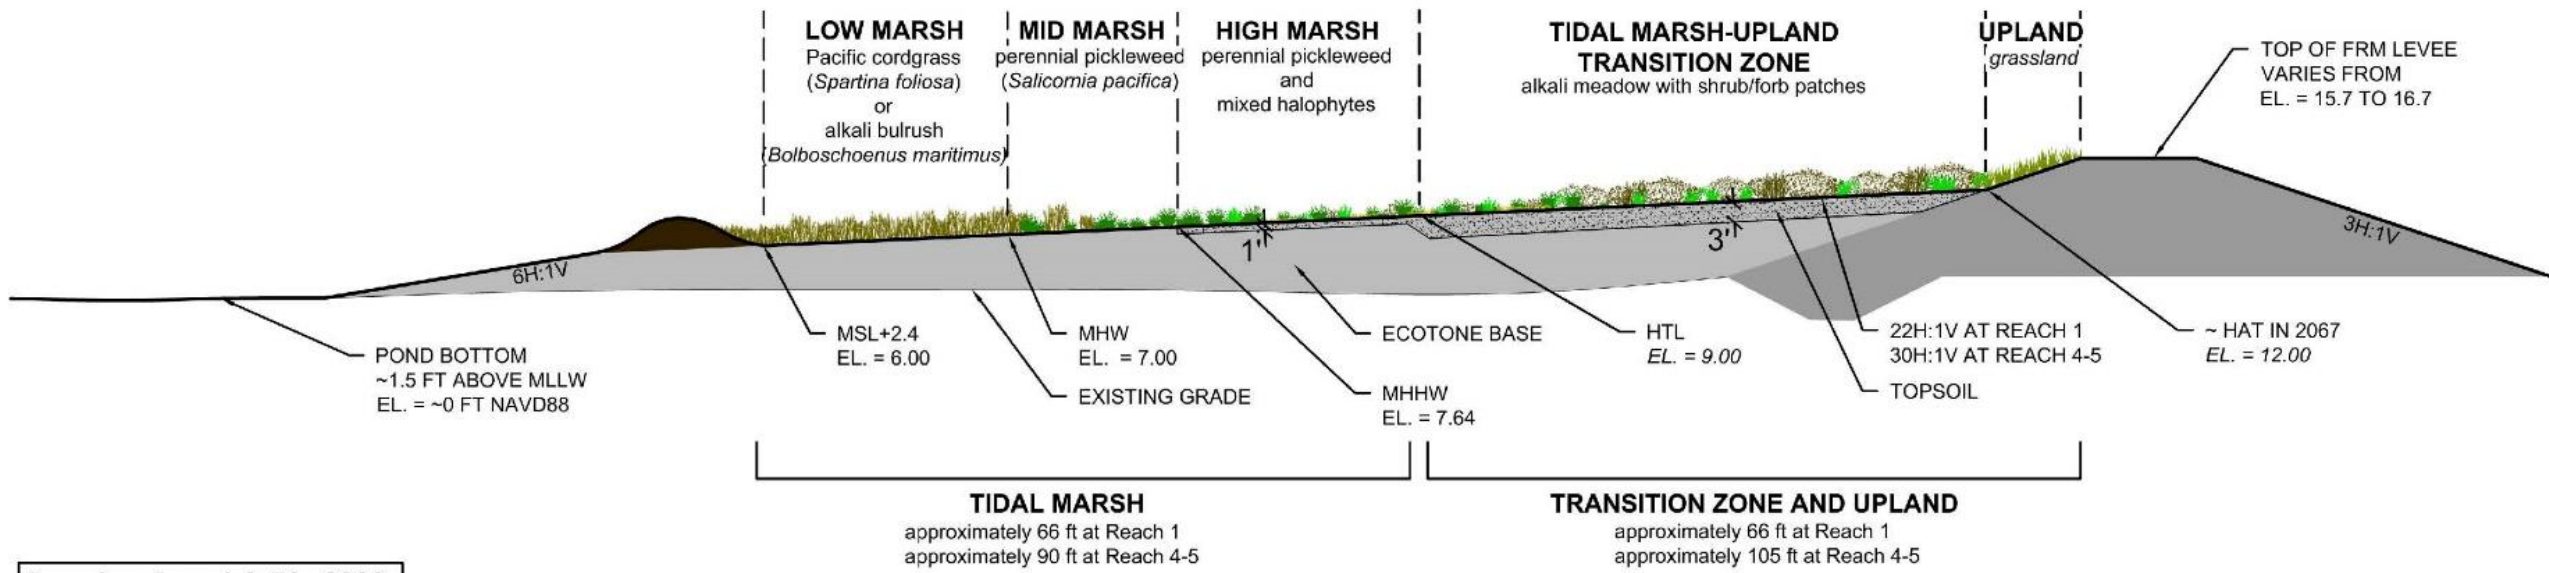 LOW MARSH
Pacific cordgrass
(Spartina foliosa)
or
alkali bulrush
(Bolboschoenus maritimus)
MID MARSH
perennial pickleweed
(Salicornia pacifica)
HIGH MARSH
perennial pickleweed
and
mixed halophytes
TIDAL MARSH-UPLAND
TRANSITION ZONE
alkali meadow with shrub/forb patches
UPLAND
grassland
TOP OF FRM LEVEE
VARIES FROM
EL. = 15.7 TO 16.7
6H:1V
1'
3'
3H:1V
POND BOTTOM
~1.5 FT ABOVE MLLW
EL. = ~0 FT NAVD88
MSL+2.4
EL. = 6.00
MHW
EL. = 7.00
EXISTING GRADE
ECOTONE BASE
MHHW
EL. = 7.64
HTL
EL. = 9.00
22H:1V AT REACH 1
30H:1V AT REACH 4-5
TOPSOIL
~ HAT IN 2067
EL. = 12.00
TIDAL MARSH
approximately 66 ft at Reach 1
approximately 90 ft at Reach 4-5
TRANSITION ZONE AND UPLAND
approximately 66 ft at Reach 1
approximately 105 ft at Reach 4-5